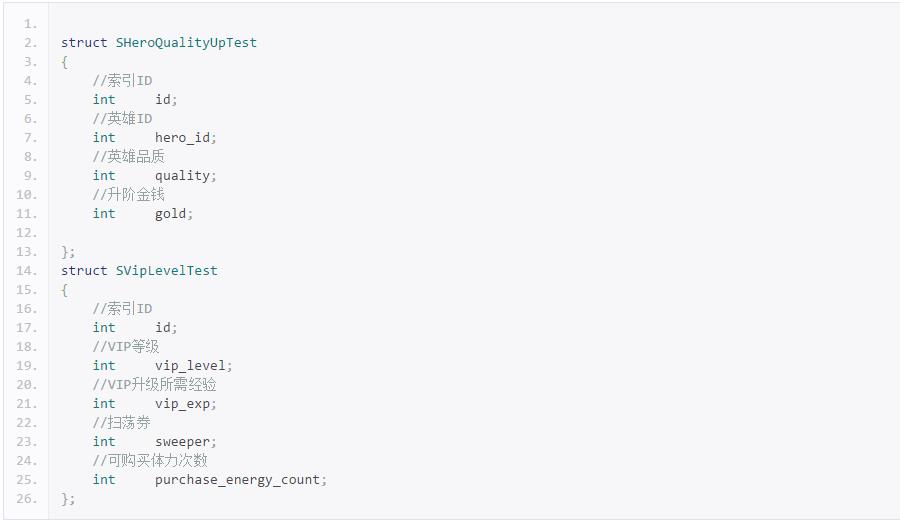 1.
2. struct SHeroQualityUpTest
3. {
4. //索引ID
5. int id;
6. //英雄ID
7. int hero_id;
8. //英雄品质
9. int quality;
10. //升阶金钱
11. int gold;
12.
13. };
14. struct SVipLevelTest
15. {
16. //索引ID
17. int id;
18. //VIP等级
19. int vip_level;
20. //VIP升级所需经验
21. int vip_exp;
22. //扫荡券
23. int sweeper;
24. //可购买体力次数
25. int purchase_energy_count;
26. };